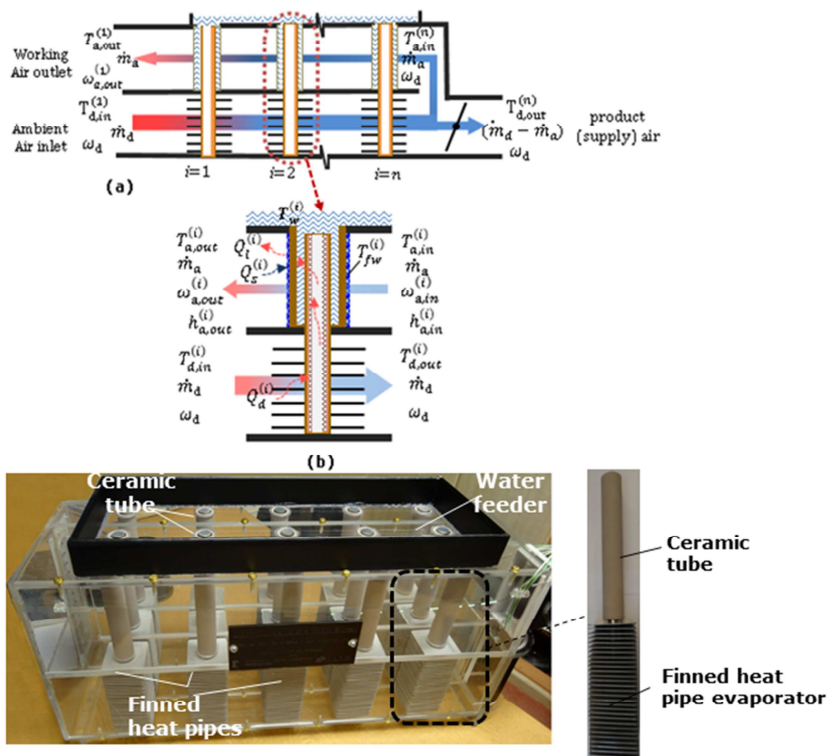 T_{a,out}^{(1)}
ṁ_a
ω_{a,out}^{(1)}
Working
Air outlet
T_{a,in}^{(n)}
ṁ_a
ω_d
T_{d,in}^{(1)}
ṁ_d
ω_d
Ambient
Air inlet
T_{d,out}^{(n)}
(ṁ_d − ṁ_a)
ω_d
product
(supply) air
i=1
i=2
i=n
(a)
T_w^{(i)}
T_{a,out}^{(i)}
ṁ_a
ω_{a,out}^{(i)}
h_{a,out}^{(i)}
Q_l^{(i)}
Q_s^{(i)}
T_{fw}^{(i)}
T_{a,in}^{(i)}
ṁ_a
ω_{a,in}^{(i)}
h_{a,in}^{(i)}
T_{d,in}^{(i)}
ṁ_d
ω_d
Q_d^{(i)}
T_{d,out}^{(i)}
ṁ_d
ω_d
(b)
Ceramic
tube
Water
feeder
Finned
heat pipes
Ceramic
tube
Finned heat
pipe evaporator